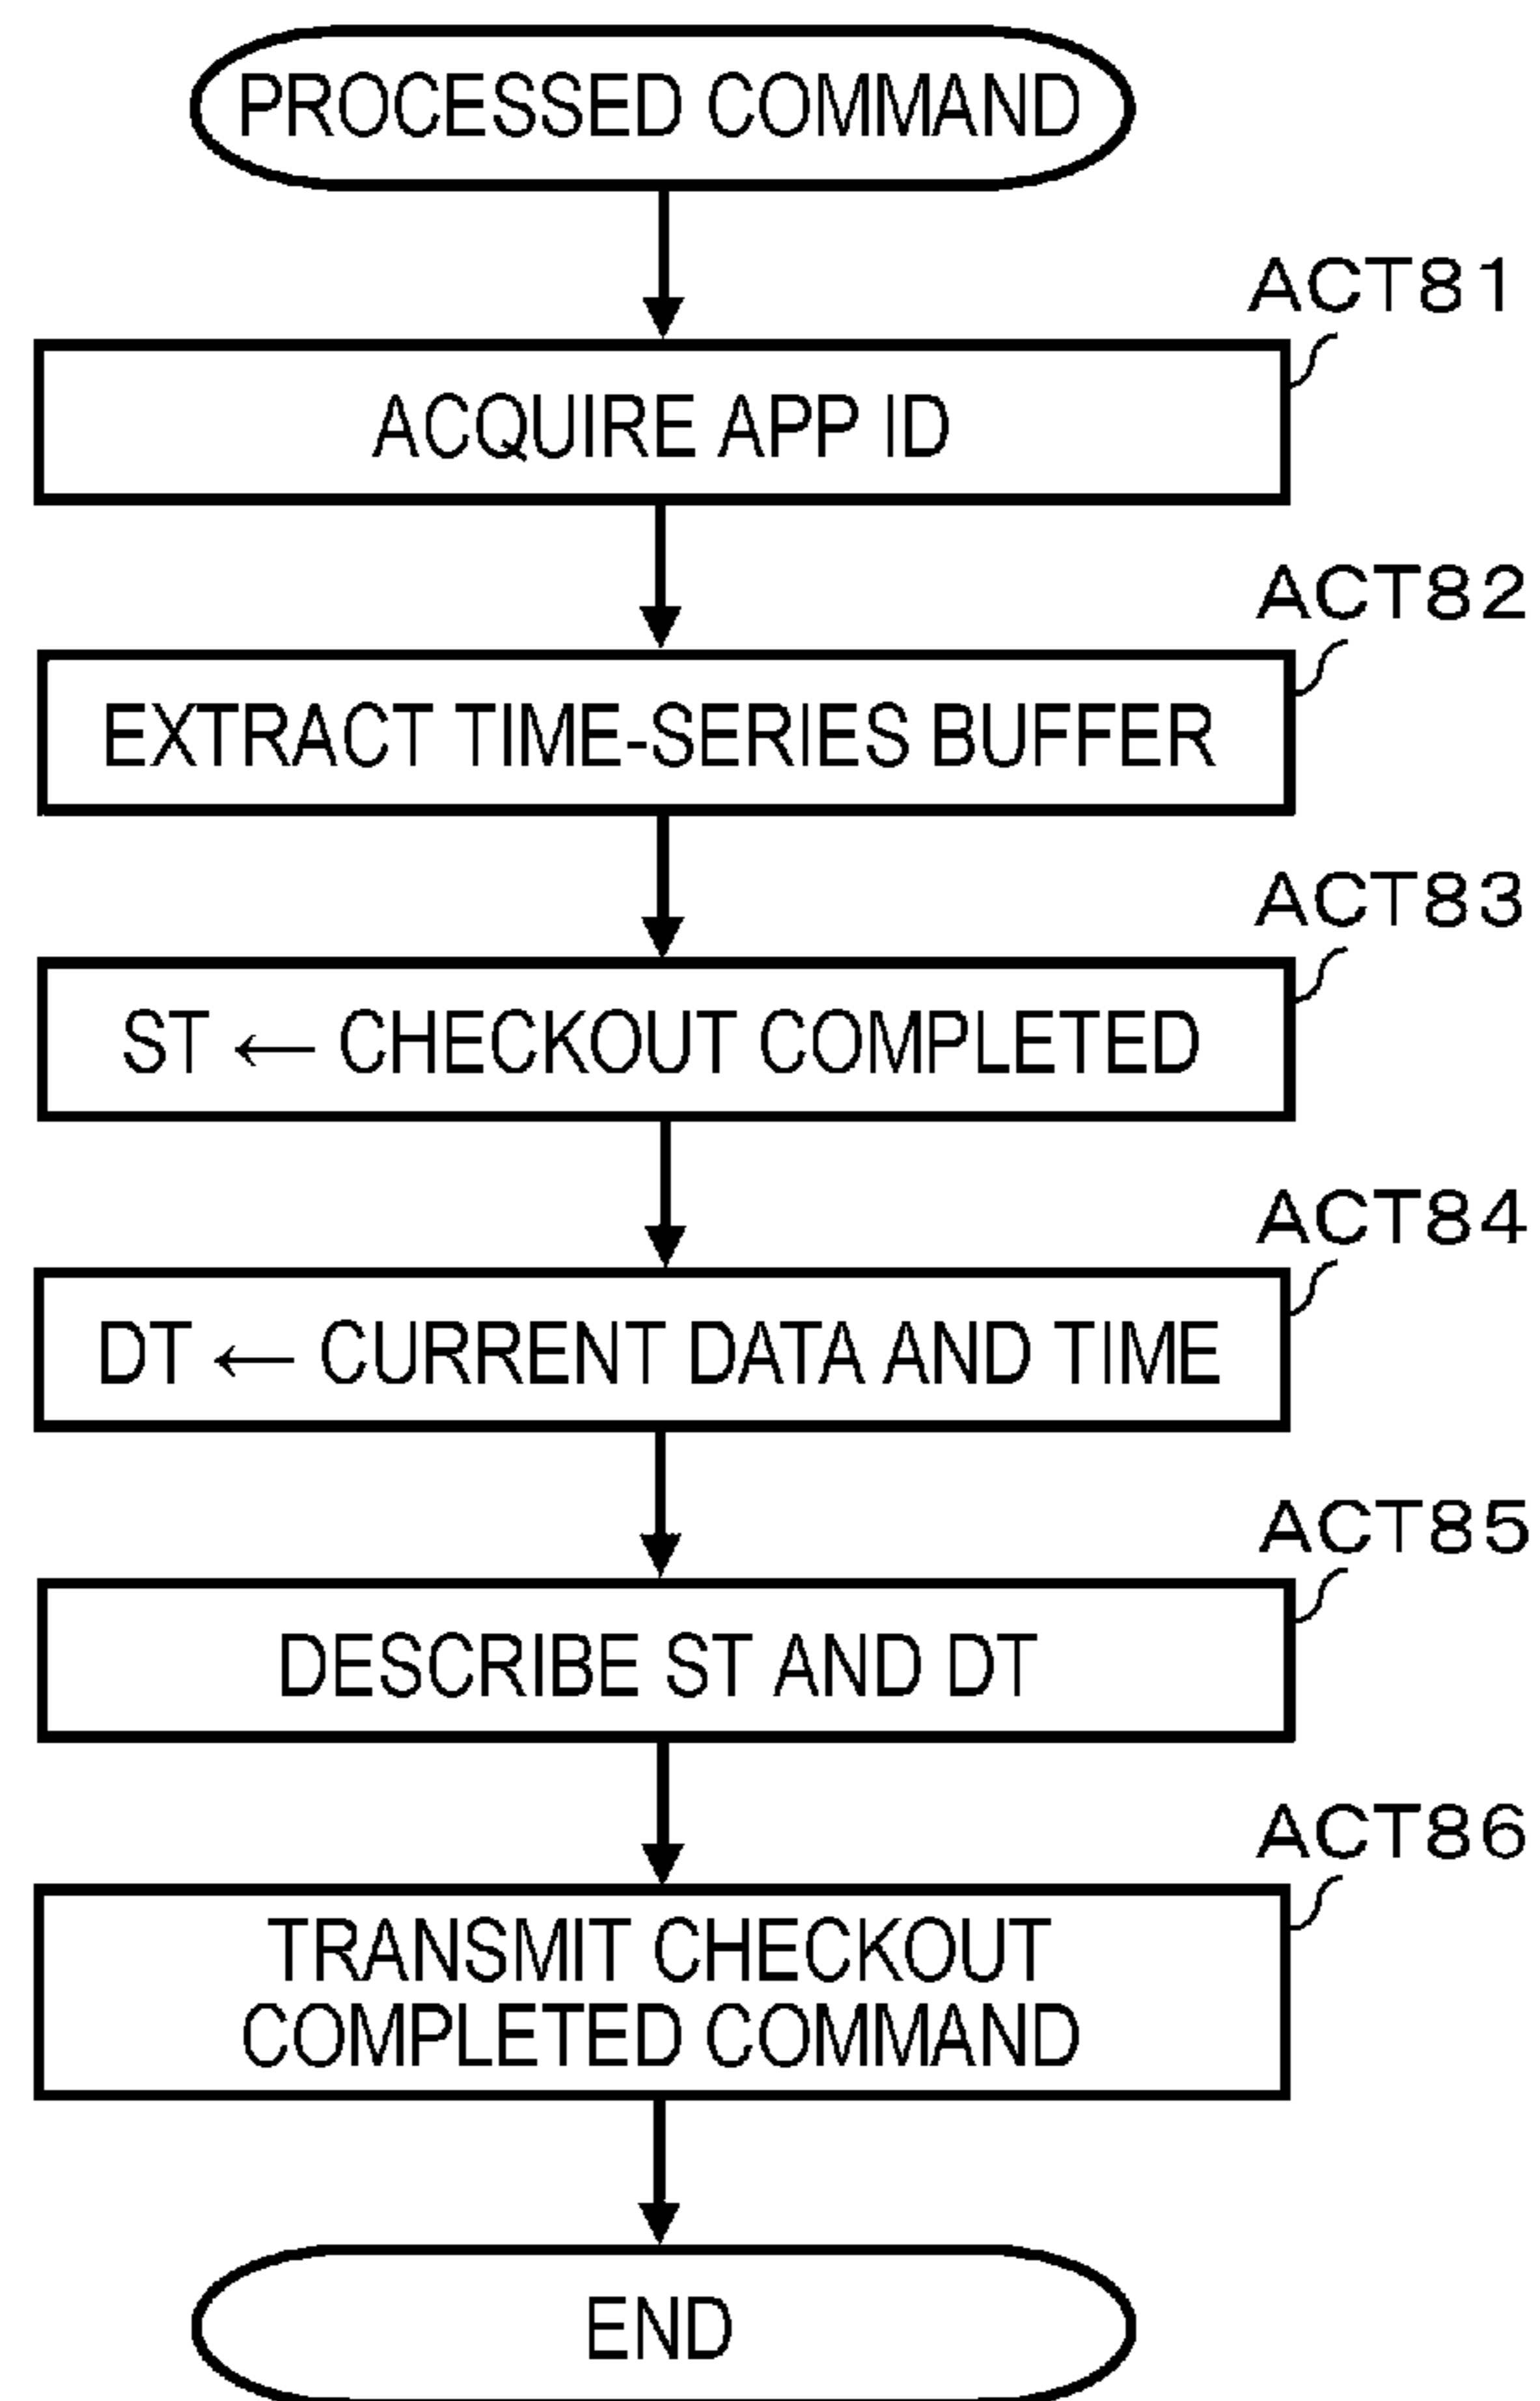 PROCESSED COMMAND
ACT81
ACQUIRE APP ID
ACT82
EXTRACT TIME-SERIES BUFFER
ACT83
ST ← CHECKOUT COMPLETED
ACT84
DT ← CURRENT DATA AND TIME
ACT85
DESCRIBE ST AND DT
ACT86
TRANSMIT CHECKOUT
COMPLETED COMMAND
END